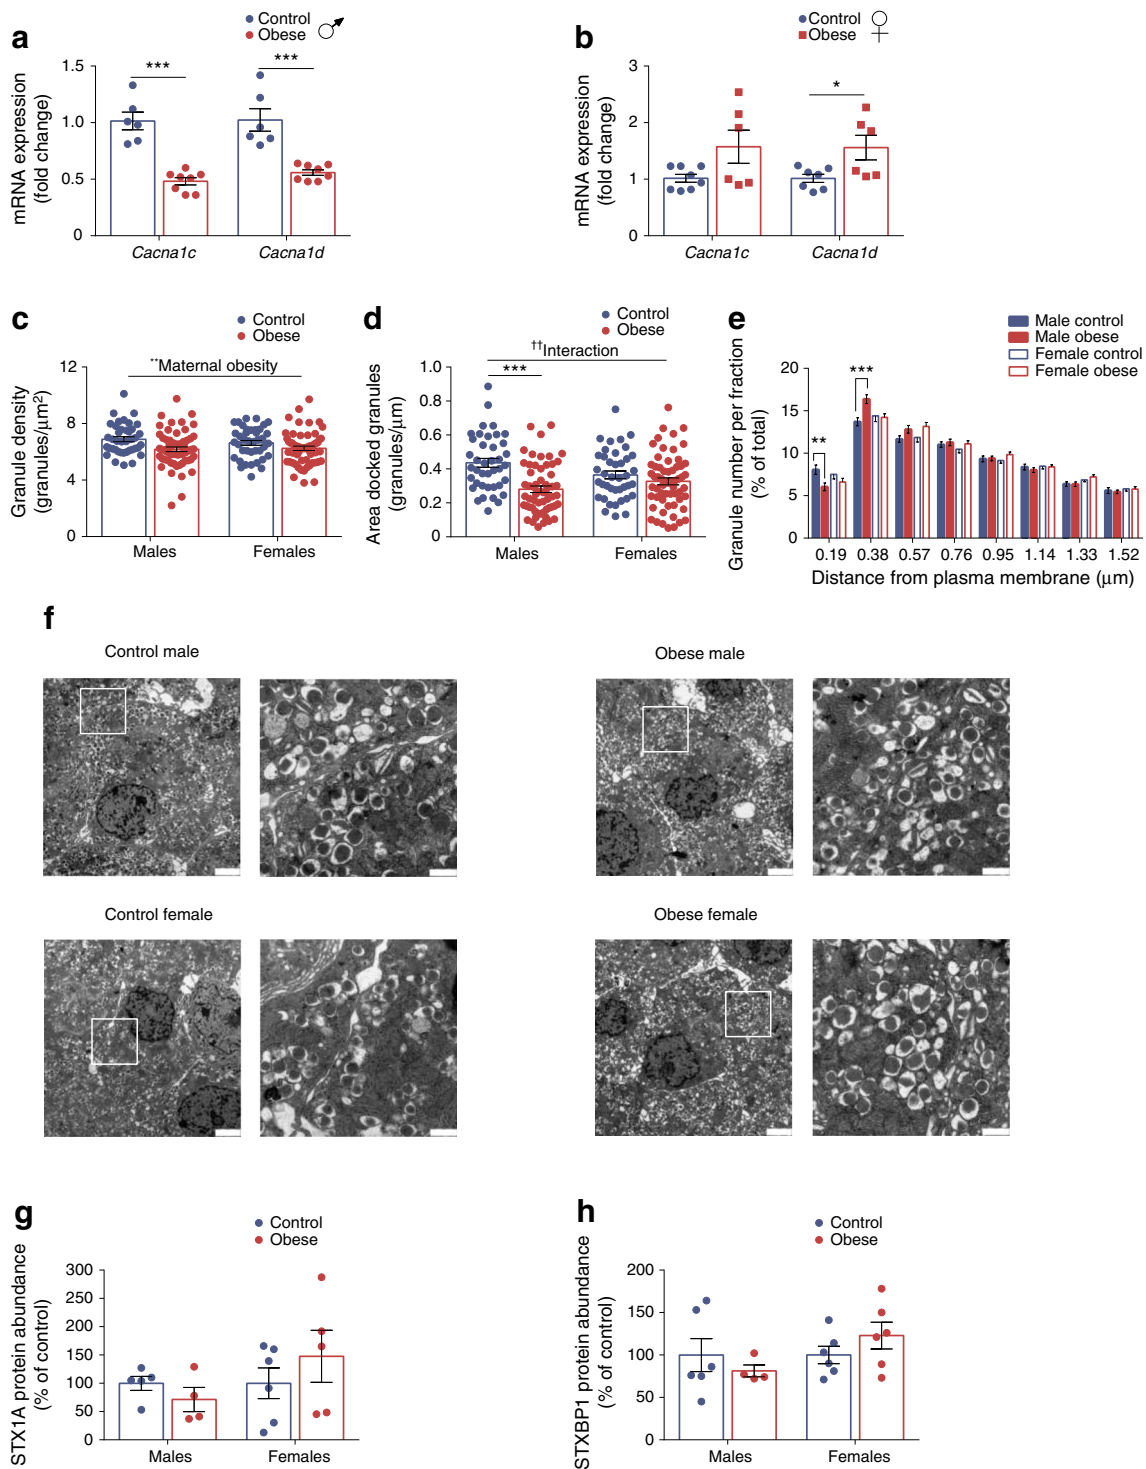 a
Control
Obese
mRNA expression
(fold change)
1.5
1.0
0.5
0
***
***
Cacna1c
Cacna1d
b
Control
Obese
mRNA expression
(fold change)
3
2
1
0
*
Cacna1c
Cacna1d
c
Control
Obese
Granule density
(granules/μm2)
12
8
4
0
**Maternal obesity
Males
Females
d
Control
Obese
Area docked granules
(granules/μm)
1.0
0.8
0.6
0.4
0.2
0
††Interaction
***
Males
Females
e
Male control
Male obese
Female control
Female obese
Granule number per fraction
(% of total)
20
15
10
5
0
**
***
0.19 0.38 0.57 0.76 0.95 1.14 1.33 1.52
Distance from plasma membrane (μm)
f
Control male
Obese male
Control female
Obese female
g
Control
Obese
STX1A protein abundance
(% of control)
300
250
200
150
100
50
0
Males
Females
h
Control
Obese
STXBP1 protein abundance
(% of control)
200
150
100
50
0
Males
Females